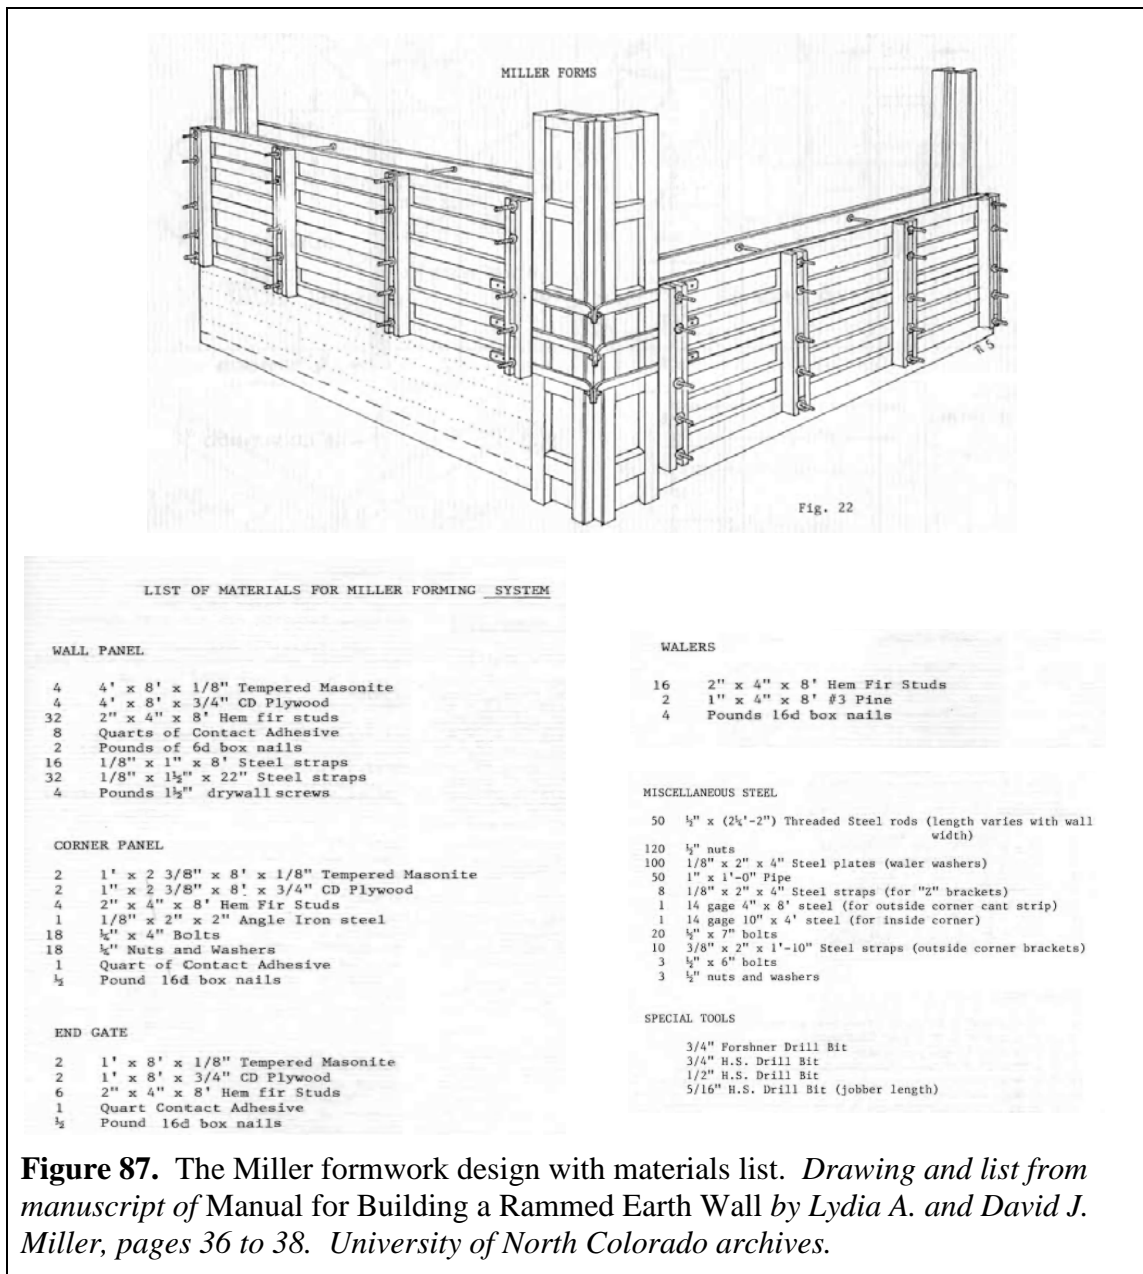 MILLER FORMS
R S
Fig. 22
LIST OF MATERIALS FOR MILLER FORMING SYSTEM
WALL PANEL
4 4' x 8' x 1/8" Tempered Masonite
4 4' x 8' x 3/4" CD Plywood
32 2" x 4" x 8' Hem fir studs
8 Quarts of Contact Adhesive
2 Pounds of 6d box nails
16 1/8" x 1" x 8' Steel straps
32 1/8" x 1½" x 22" Steel straps
4 Pounds 1½" drywall screws
CORNER PANEL
2 1' x 2 3/8" x 8' x 1/8" Tempered Masonite
2 1" x 2 3/8" x 8' x 3/4" CD Plywood
4 2" x 4" x 8' Hem Fir Studs
1 1/8" x 2" x 2" Angle Iron steel
18 ¼" x 4" Bolts
18 ¼" Nuts and Washers
1 Quart of Contact Adhesive
½ Pound 16d box nails
END GATE
2 1' x 8' x 1/8" Tempered Masonite
2 1' x 8' x 3/4" CD Plywood
6 2" x 4" x 8' Hem fir Studs
1 Quart Contact Adhesive
½ Pound 16d box nails
WALERS
16 2" x 4" x 8' Hem Fir Studs
2 1" x 4" x 8' #3 Pine
4 Pounds 16d box nails
MISCELLANEOUS STEEL
50 ½" x (2¼'-2") Threaded Steel rods (length varies with wall
width)
120 ½" nuts
100 1/8" x 2" x 4" Steel plates (waler washers)
50 1" x 1'-0" Pipe
8 1/8" x 2" x 4" Steel straps (for "Z" brackets)
1 14 gage 4" x 8' steel (for outside corner cant strip)
1 14 gage 10" x 4' steel (for inside corner)
20 ½" x 7" bolts
10 3/8" x 2" x 1'-10" Steel straps (outside corner brackets)
3 ½" x 6" bolts
3 ½" nuts and washers
SPECIAL TOOLS
3/4" Forshner Drill Bit
3/4" H.S. Drill Bit
1/2" H.S. Drill Bit
5/16" H.S. Drill Bit (jobber length)
Figure 87. The Miller formwork design with materials list. Drawing and list from
manuscript of Manual for Building a Rammed Earth Wall by Lydia A. and David J.
Miller, pages 36 to 38. University of North Colorado archives.